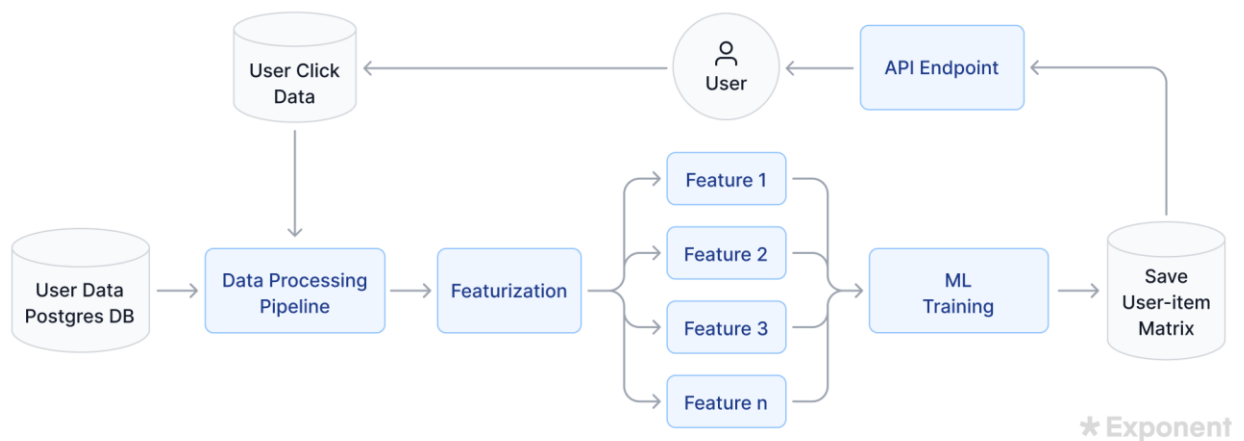 User Click
Data
User
API Endpoint
Feature 1
Feature 2
Feature 3
Feature n
User Data
Postgres DB
Data Processing
Pipeline
Featurization
ML
Training
Save
User-item
Matrix
Exponent